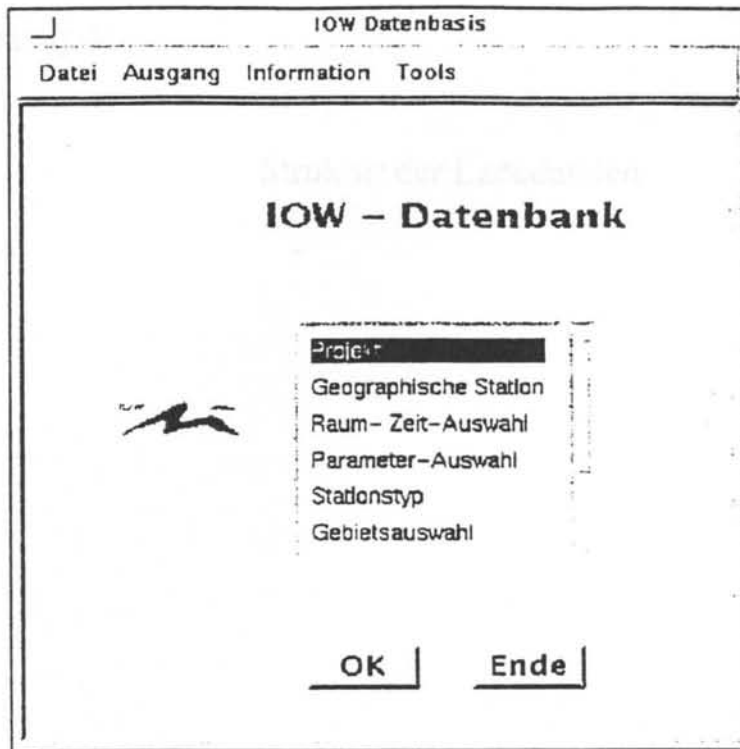 IOW Datenbasis
Datei Ausgang Information Tools
IOW – Datenbank
Projekt
Geographische Station
Raum- Zeit-Auswahl
Parameter-Auswahl
Stationstyp
Gebietsauswahl
OK Ende